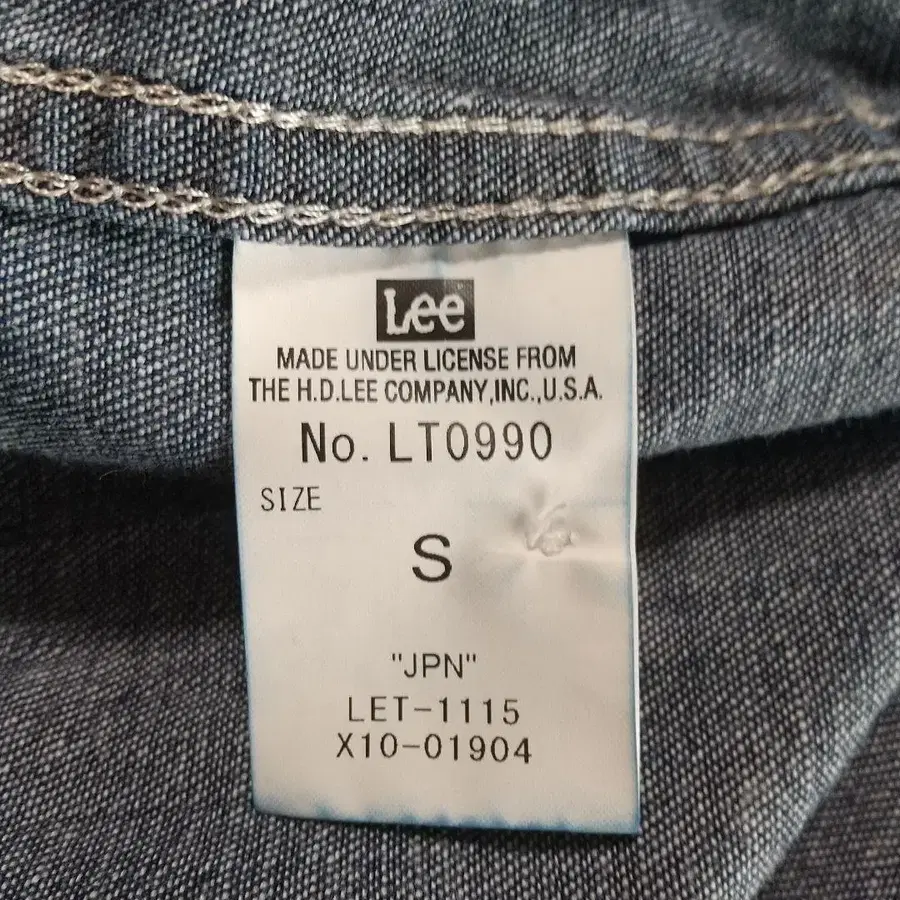 Lee
MADE UNDER LICENSE FROM
THE H.D.LEE COMPANY,INC.,U.S.A.
No. LT0990
SIZE
S
"JPN"
LET-1115
X10-01904